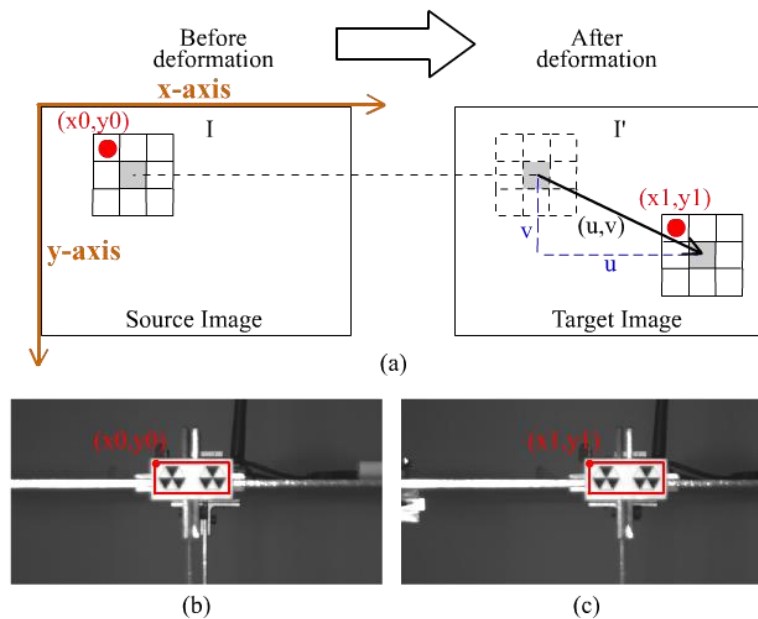 Before
deformation
After
deformation
x-axis
(x0,y0)
I
I'
(x1,y1)
y-axis
v
(u,v)
u
Source Image
Target Image
(a)
(x0,y0)
(x1,y1)
(b)
(c)